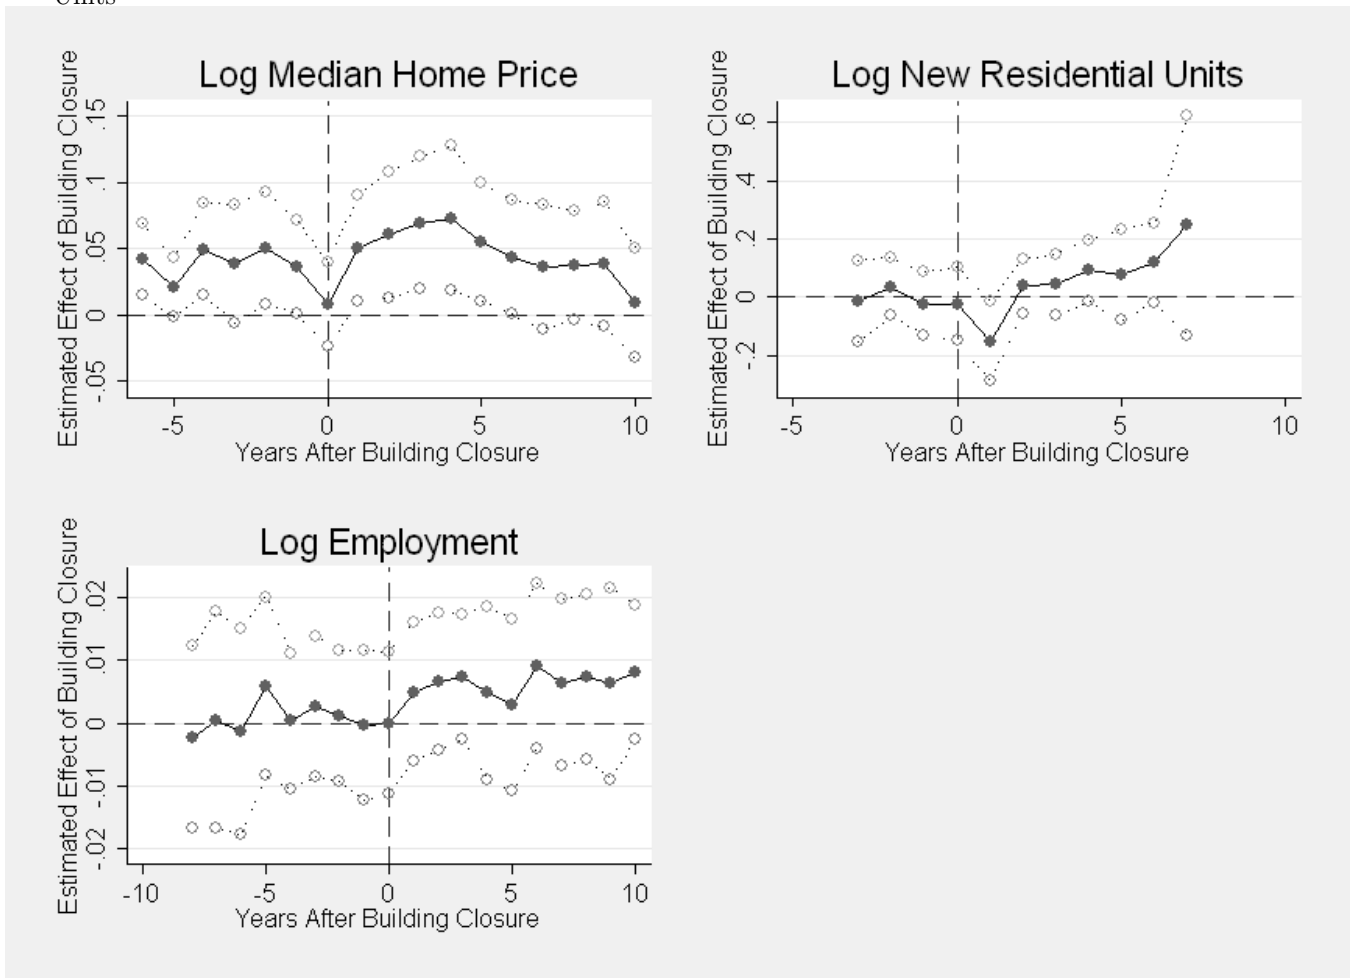 Units
Log Median Home Price
Estimated Effect of Building Closure
.15
.1
.05
0
-.05
-5
0
5
10
Years After Building Closure
Log New Residential Units
Estimated Effect of Building Closure
.6
.4
.2
0
-.2
-5
0
5
10
Years After Building Closure
Log Employment
Estimated Effect of Building Closure
.02
.01
0
-.01
-.02
-10
-5
0
5
10
Years After Building Closure